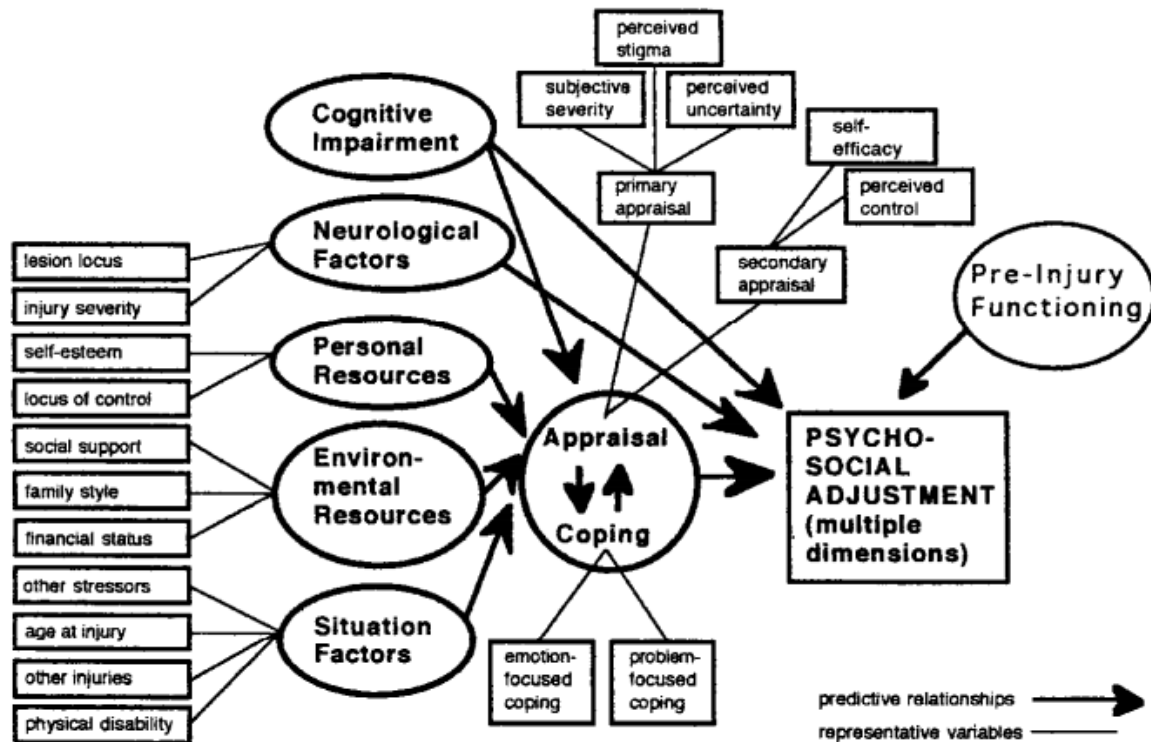 perceived
stigma
subjective
severity
perceived
uncertainty
self-
efficacy
perceived
control
primary
appraisal
secondary
appraisal
Cognitive
Impairment
Neurological
Factors
Personal
Resources
Environ-
mental
Resources
Situation
Factors
lesion locus
injury severity
self-esteem
locus of control
social support
family style
financial status
other stressors
age at injury
other injuries
physical disability
Appraisal
Coping
emotion-
focused
coping
problem-
focused
coping
Pre-Injury
Functioning
PSYCHO-
SOCIAL
ADJUSTMENT
(multiple
dimensions)
predictive relationships
representative variables